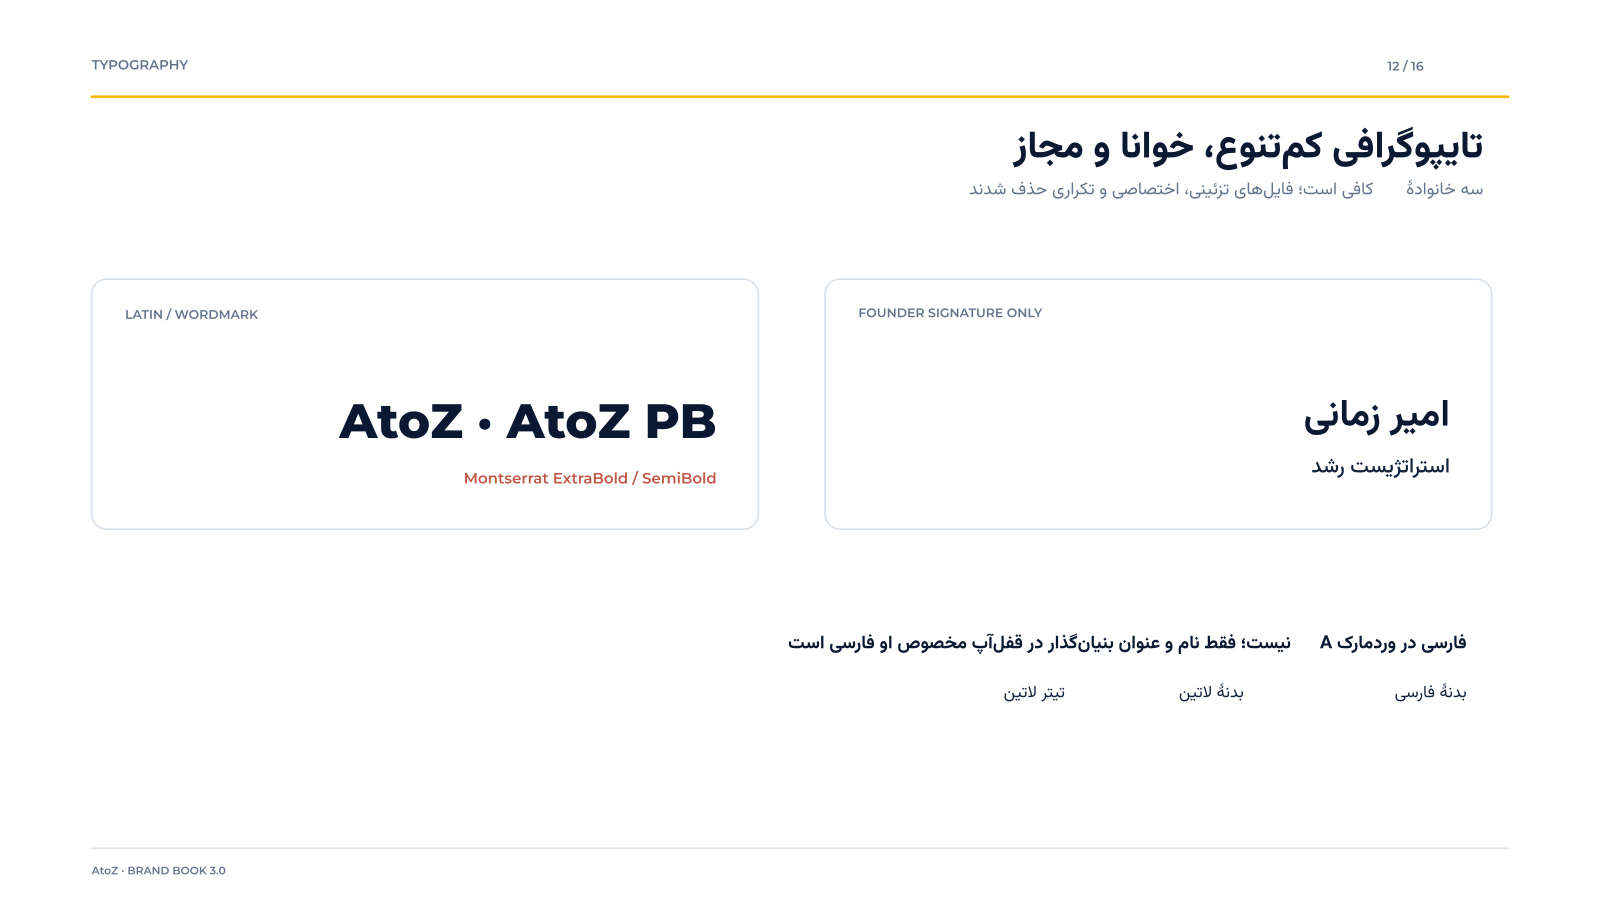 TYPOGRAPHY
12 / 16
تایپوگرافی کم‌تنوع، خوانا و مجاز
سه خانوادهٔ کافی است؛ فایل‌های تزئینی، اختصاصی و تکراری حذف شدند
LATIN / WORDMARK
AtoZ · AtoZ PB
Montserrat ExtraBold / SemiBold
FOUNDER SIGNATURE ONLY
امیر زمانی
استراتژیست رشد
فارسی در وردمارک A نیست؛ فقط نام و عنوان بنیان‌گذار در قفل‌آپ مخصوص او فارسی است
بدنهٔ فارسی بدنهٔ لاتین تیتر لاتین
AtoZ · BRAND BOOK 3.0